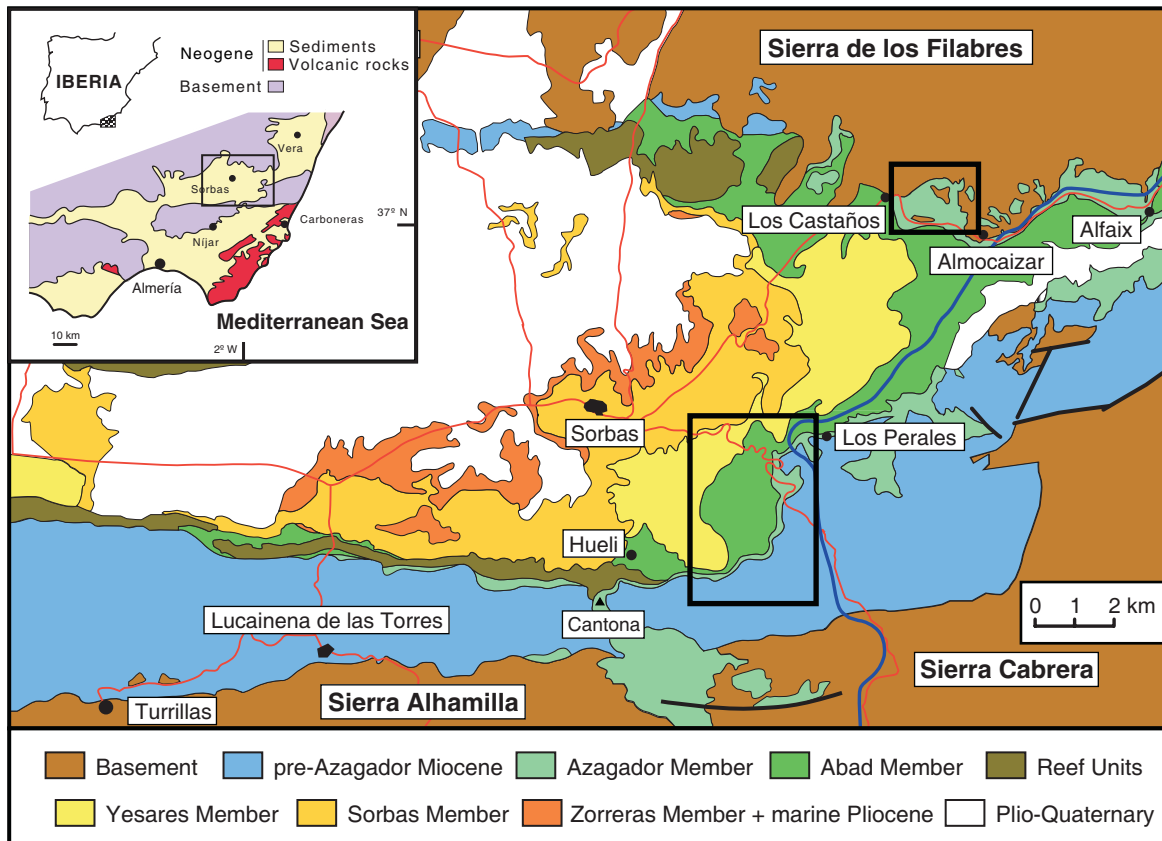 IBERIA
Neogene
Sediments
Volcanic rocks
Basement
Vera
Sorbas
Carboneras
37º N
Níjar
Almería
Mediterranean Sea
10 km
2º W
Sierra de los Filabres
Los Castaños
Almocaizar
Alfaix
Sorbas
Los Perales
Hueli
Cantona
Lucainena de las Torres
Turrillas
Sierra Alhamilla
Sierra Cabrera
0 1 2 km
Basement pre-Azagador Miocene Azagador Member Abad Member Reef Units
Yesares Member Sorbas Member Zorreras Member + marine Pliocene Plio-Quaternary